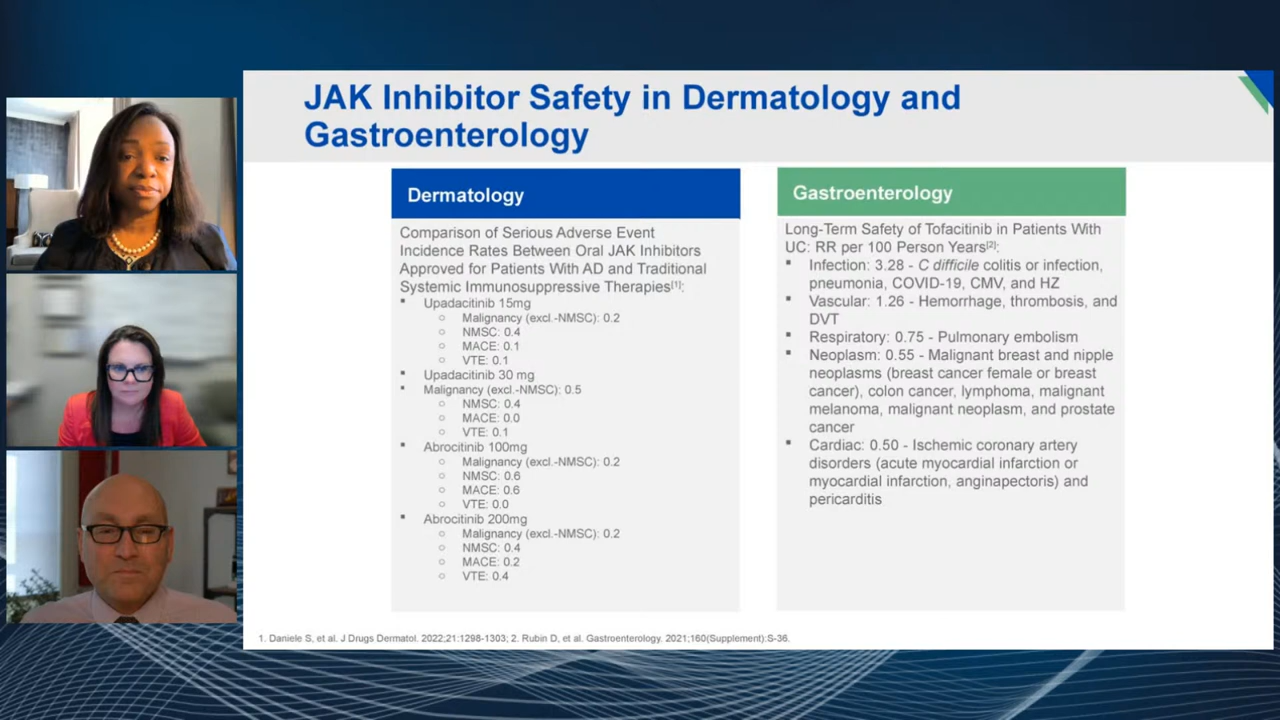 JAK Inhibitor Safety in Dermatology and
Gastroenterology
Dermatology
Comparison of Serious Adverse Event
Incidence Rates Between Oral JAK Inhibitors
Approved for Patients With AD and Traditional
Systemic Immunosuppressive Therapies[1]:
▪ Upadacitinib 15mg
○ Malignancy (excl.-NMSC): 0.2
○ NMSC: 0.4
○ MACE: 0.1
○ VTE: 0.1
▪ Upadacitinib 30 mg
▪ Malignancy (excl.-NMSC): 0.5
○ NMSC: 0.4
○ MACE: 0.0
○ VTE: 0.1
▪ Abrocitinib 100mg
○ Malignancy (excl.-NMSC): 0.2
○ NMSC: 0.6
○ MACE: 0.6
○ VTE: 0.0
▪ Abrocitinib 200mg
○ Malignancy (excl.-NMSC): 0.2
○ NMSC: 0.4
○ MACE: 0.2
○ VTE: 0.4
Gastroenterology
Long-Term Safety of Tofacitinib in Patients With
UC: RR per 100 Person Years[2]:
▪ Infection: 3.28 - C difficile colitis or infection,
pneumonia, COVID-19, CMV, and HZ
▪ Vascular: 1.26 - Hemorrhage, thrombosis, and
DVT
▪ Respiratory: 0.75 - Pulmonary embolism
▪ Neoplasm: 0.55 - Malignant breast and nipple
neoplasms (breast cancer female or breast
cancer), colon cancer, lymphoma, malignant
melanoma, malignant neoplasm, and prostate
cancer
▪ Cardiac: 0.50 - Ischemic coronary artery
disorders (acute myocardial infarction or
myocardial infarction, anginapectoris) and
pericarditis
1. Daniele S, et al. J Drugs Dermatol. 2022;21:1298-1303; 2. Rubin D, et al. Gastroenterology. 2021;160(Supplement):S-36.